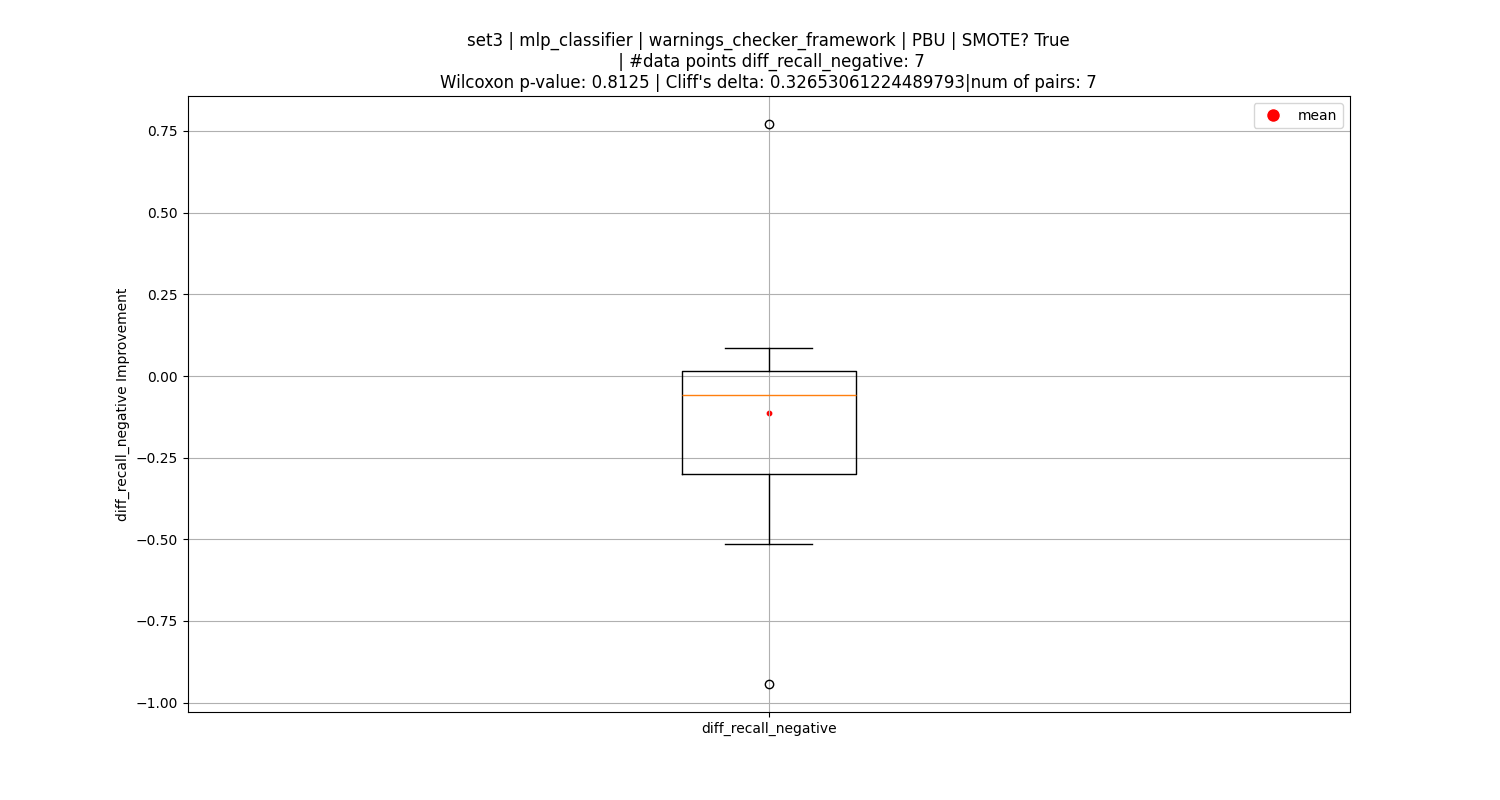 set3 | mlp_classifier | warnings_checker_framework | PBU | SMOTE? True
| #data points diff_recall_negative: 7
Wilcoxon p-value: 0.8125 | Cliff's delta: 0.32653061224489793|num of pairs: 7
mean
0.75
0.50
0.25
0.00
−0.25
−0.50
−0.75
−1.00
diff_recall_negative Improvement
diff_recall_negative